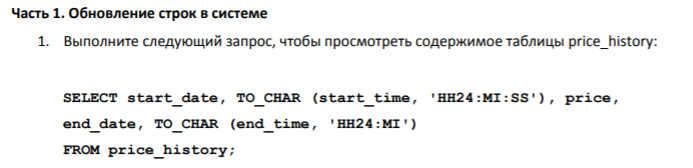 Часть 1. Обновление строк в системе
1. Выполните следующий запрос, чтобы просмотреть содержимое таблицы price_history:
SELECT start_date, TO_CHAR (start_time, 'HH24:MI:SS'), price,
end_date, TO_CHAR (end_time, 'HH24:MI')
FROM price_history;